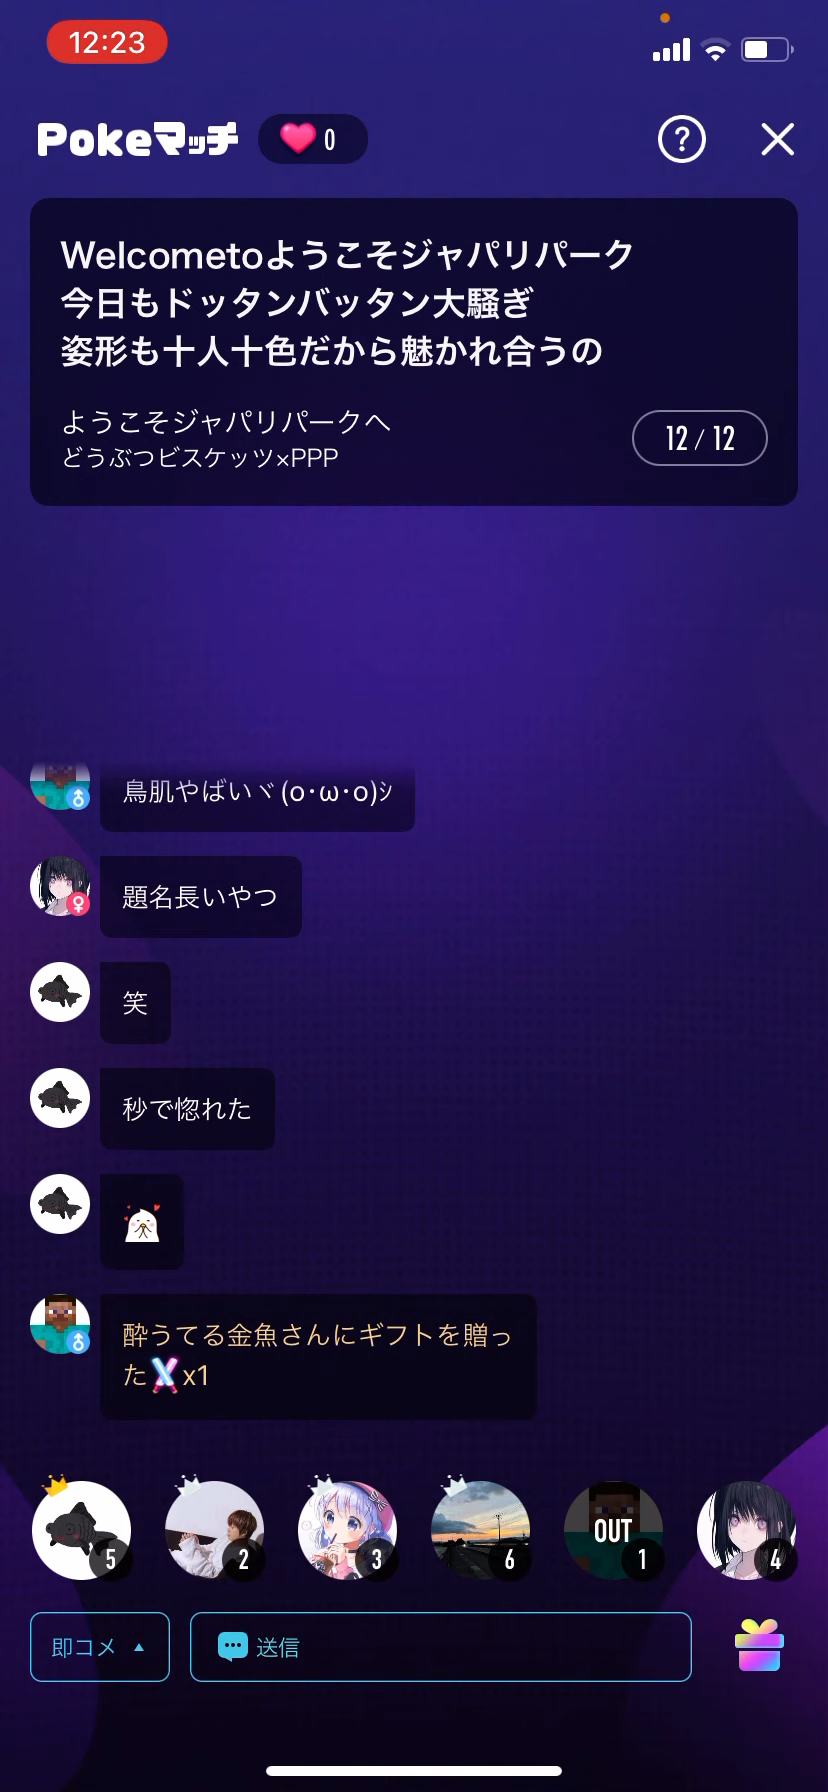 12:23
Pokeマッチ
0
?
Welcometoようこそジャパリパーク
今日もドッタンバッタン大騒ぎ
姿形も十人十色だから魅かれ合うの
ようこそジャパリパークへ
どうぶつビスケッツ×PPP
12 / 12
鳥肌やばいヾ(o･ω･o)ｼ
題名長いやつ
笑
秒で惚れた
酔うてる金魚さんにギフトを贈っ
たx1
5
2
3
6
OUT
1
4
即コメ ▲
送信